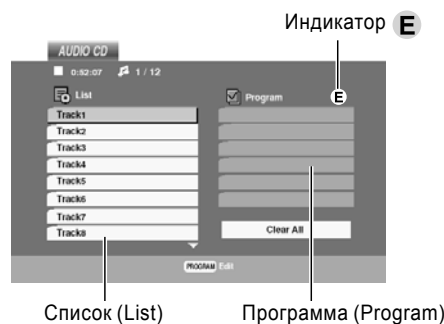 Индикатор E
AUDIO CD
0:52:07 1 / 12
List
Program E
Track1
Track2
Track3
Track4
Track5
Track6
Track7
Track8
Clear All
PROGRAM Edit
Список (List) Программа (Program)